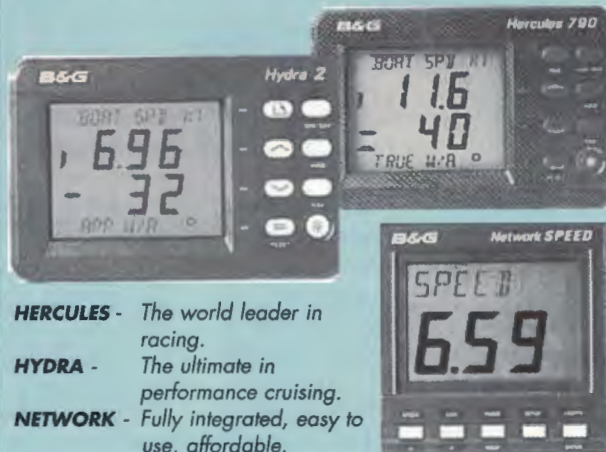 B&G Hercules 790
BOAT SPD KT
11.6
40
TRUE W/A °
B&G Hydra 2
BOAT SPD KT
6.96
32
APP W/A °
B&G Network SPEED
SPEED
6.59
HERCULES - The world leader in
racing.
HYDRA - The ultimate in
performance cruising.
NETWORK - Fully integrated, easy to
use, affordable.